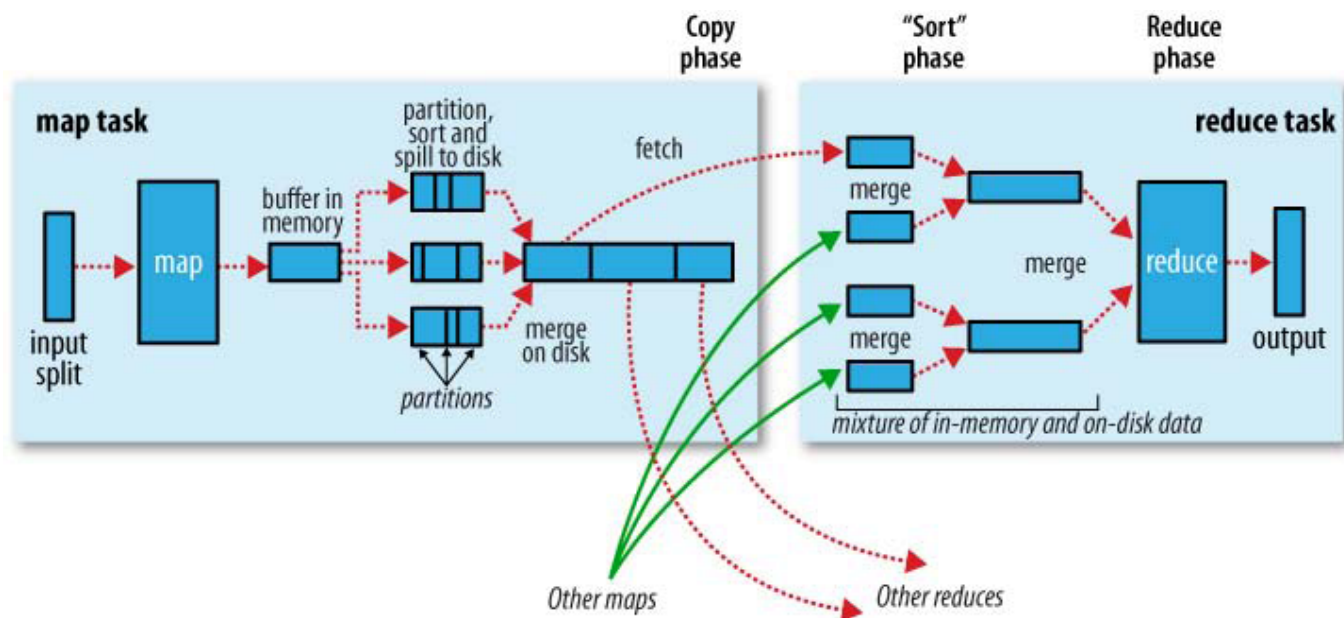 Copy
phase
“Sort”
phase
Reduce
phase
map task
partition,
sort and
spill to disk
fetch
reduce task
buffer in
memory
merge
map
merge
reduce
input
split
merge
on disk
merge
output
partitions
mixture of in-memory and on-disk data
Other maps
Other reduces